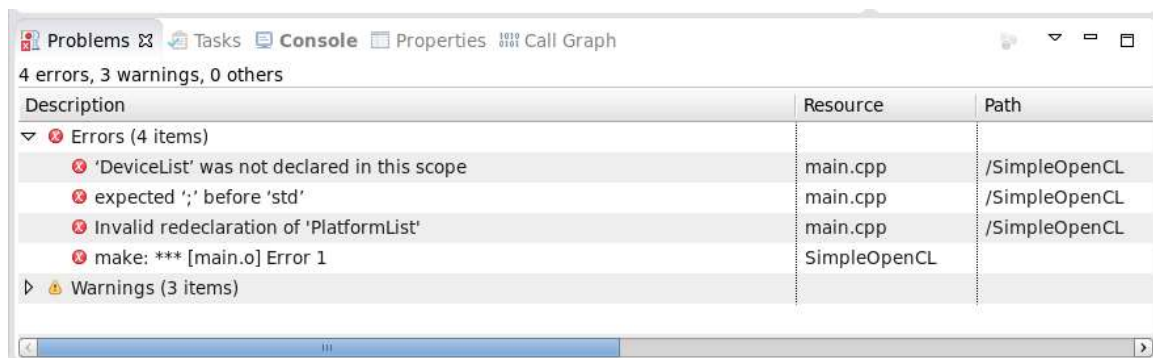 Problems Tasks Console Properties Call Graph
4 errors, 3 warnings, 0 others
Description Resource Path
Errors (4 items)
‘DeviceList’ was not declared in this scope main.cpp /SimpleOpenCL
expected ‘;’ before ‘std’ main.cpp /SimpleOpenCL
Invalid redeclaration of 'PlatformList' main.cpp /SimpleOpenCL
make: *** [main.o] Error 1 SimpleOpenCL
Warnings (3 items)